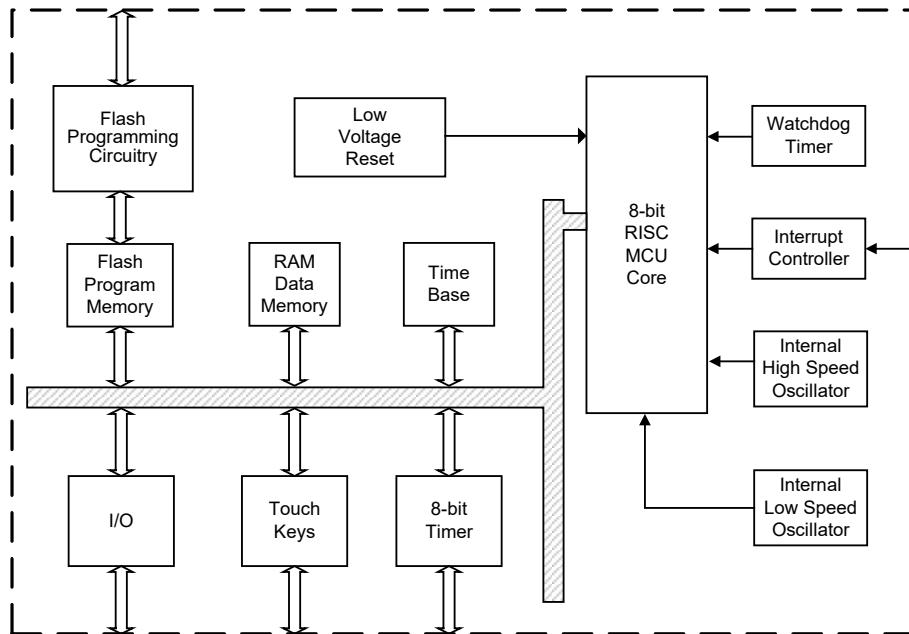 Flash
Programming
Circuitry
Low
Voltage
Reset
8-bit
RISC
MCU
Core
Watchdog
Timer
Interrupt
Controller
Internal
High Speed
Oscillator
Internal
Low Speed
Oscillator
Flash
Program
Memory
RAM
Data
Memory
Time
Base
I/O
Touch
Keys
8-bit
Timer